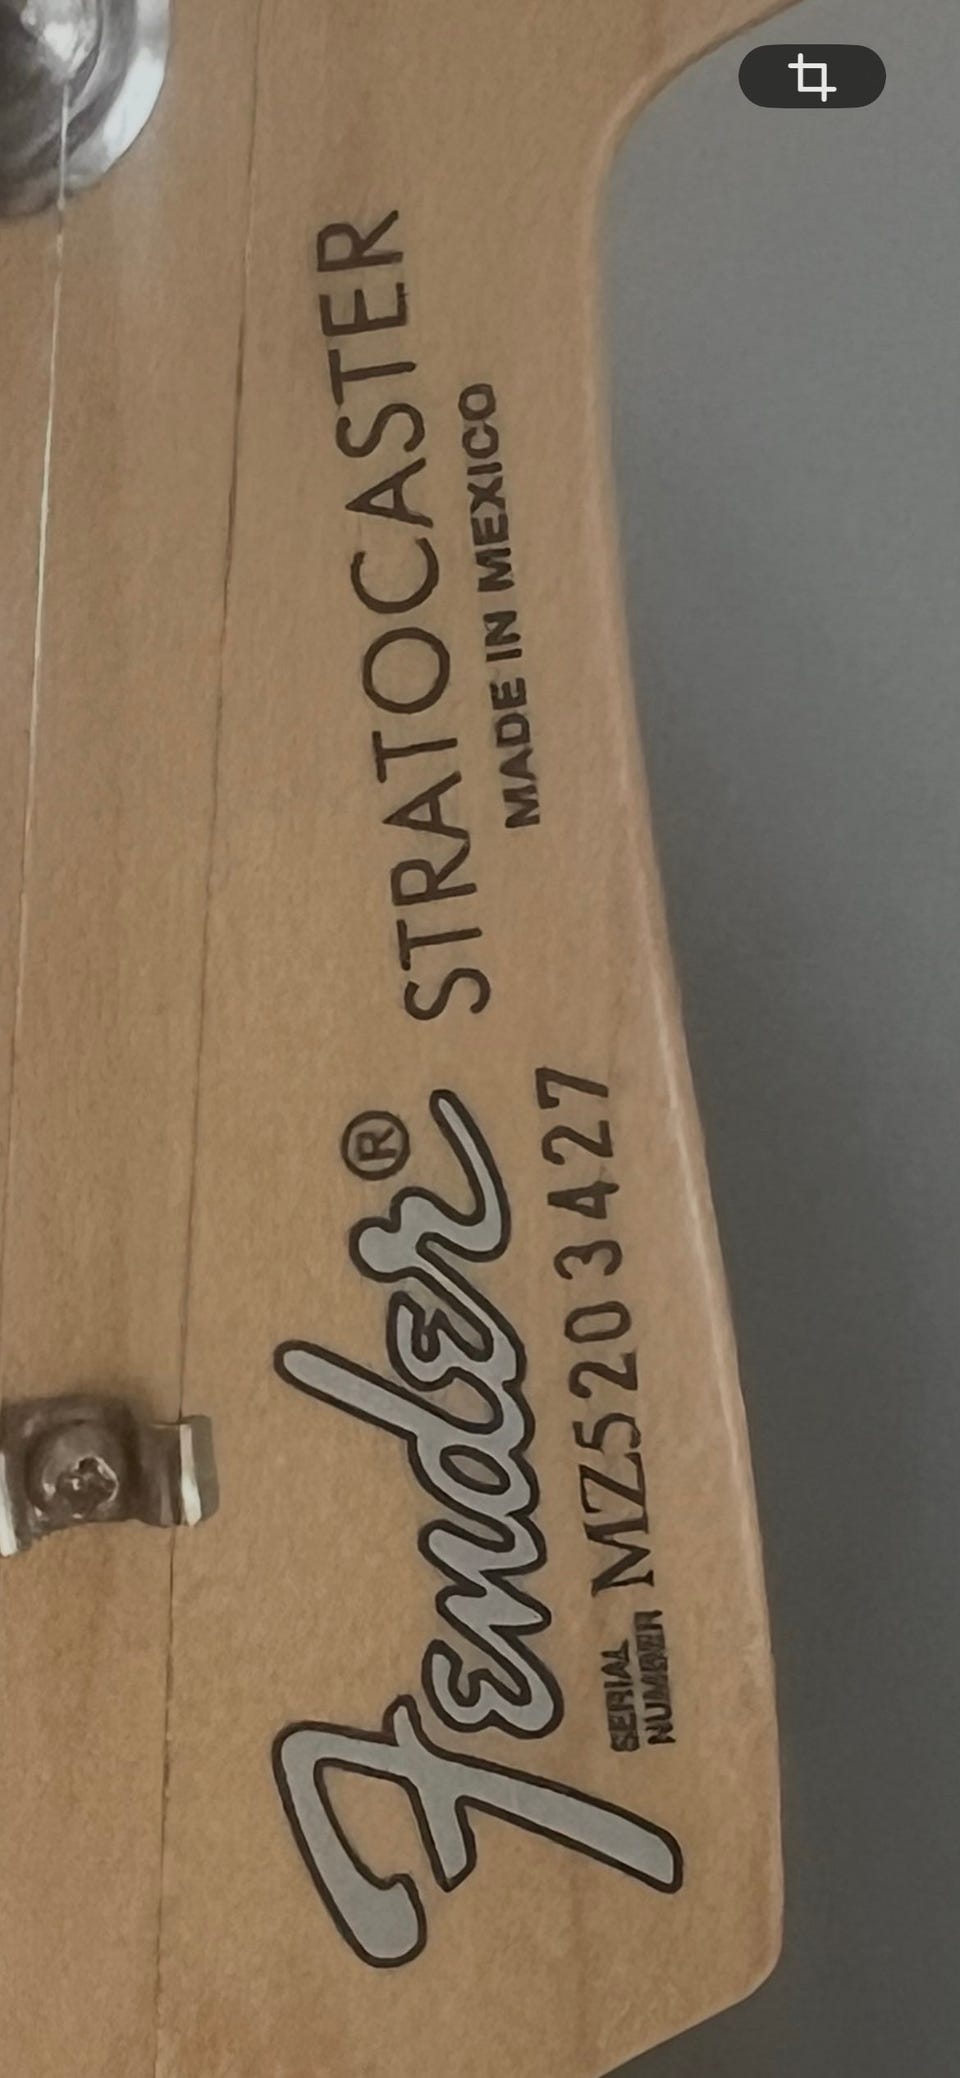 Fender® STRATOCASTER
MADE IN MEXICO
SERIAL
NUMBER
MZ5203427